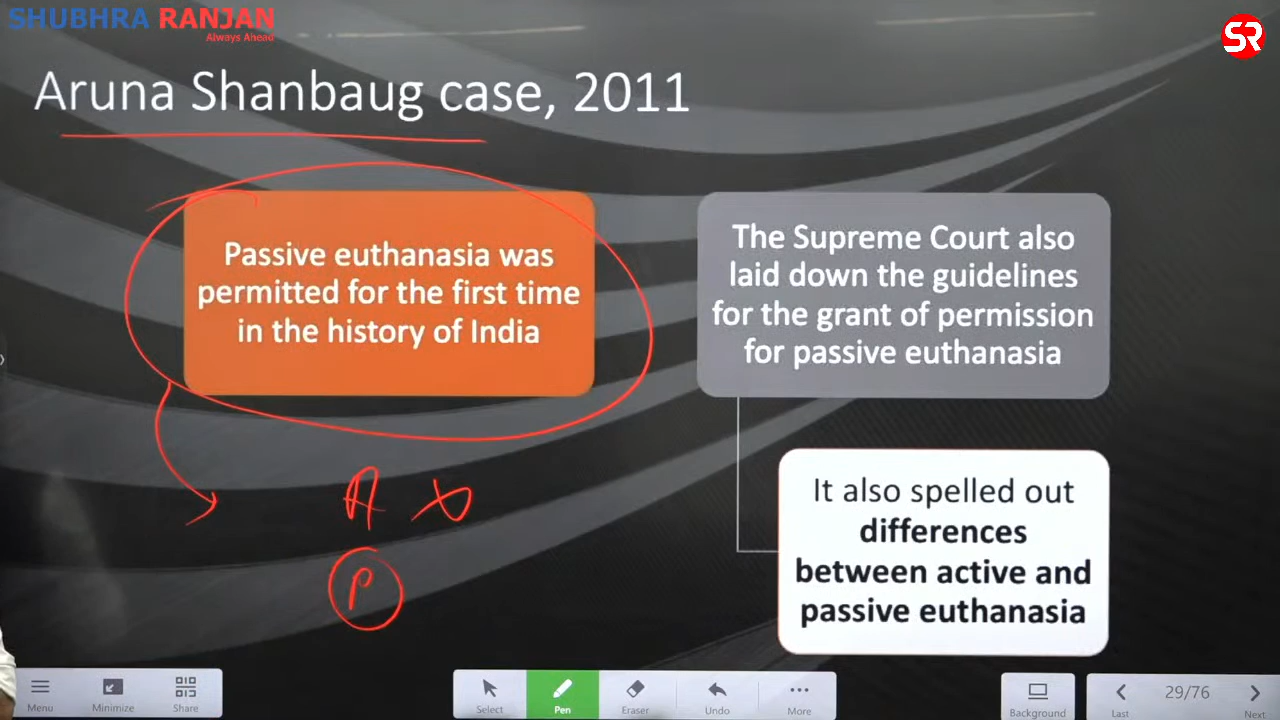 SHUBHRA RANJAN
Always Ahead
SR
Aruna Shanbaug case, 2011
Passive euthanasia was
permitted for the first time
in the history of India
The Supreme Court also
laid down the guidelines
for the grant of permission
for passive euthanasia
It also spelled out
differences
between active and
passive euthanasia
A x
P
Menu
Minimize
Share
Select
Pen
Eraser
Undo
More
Background
Last
29/76
Next